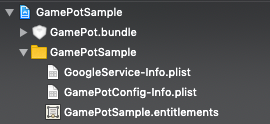 GamePotSample
GamePot.bundle
GamePotSample
GoogleService-Info.plist
GamePotConfig-Info.plist
GamePotSample.entitlements